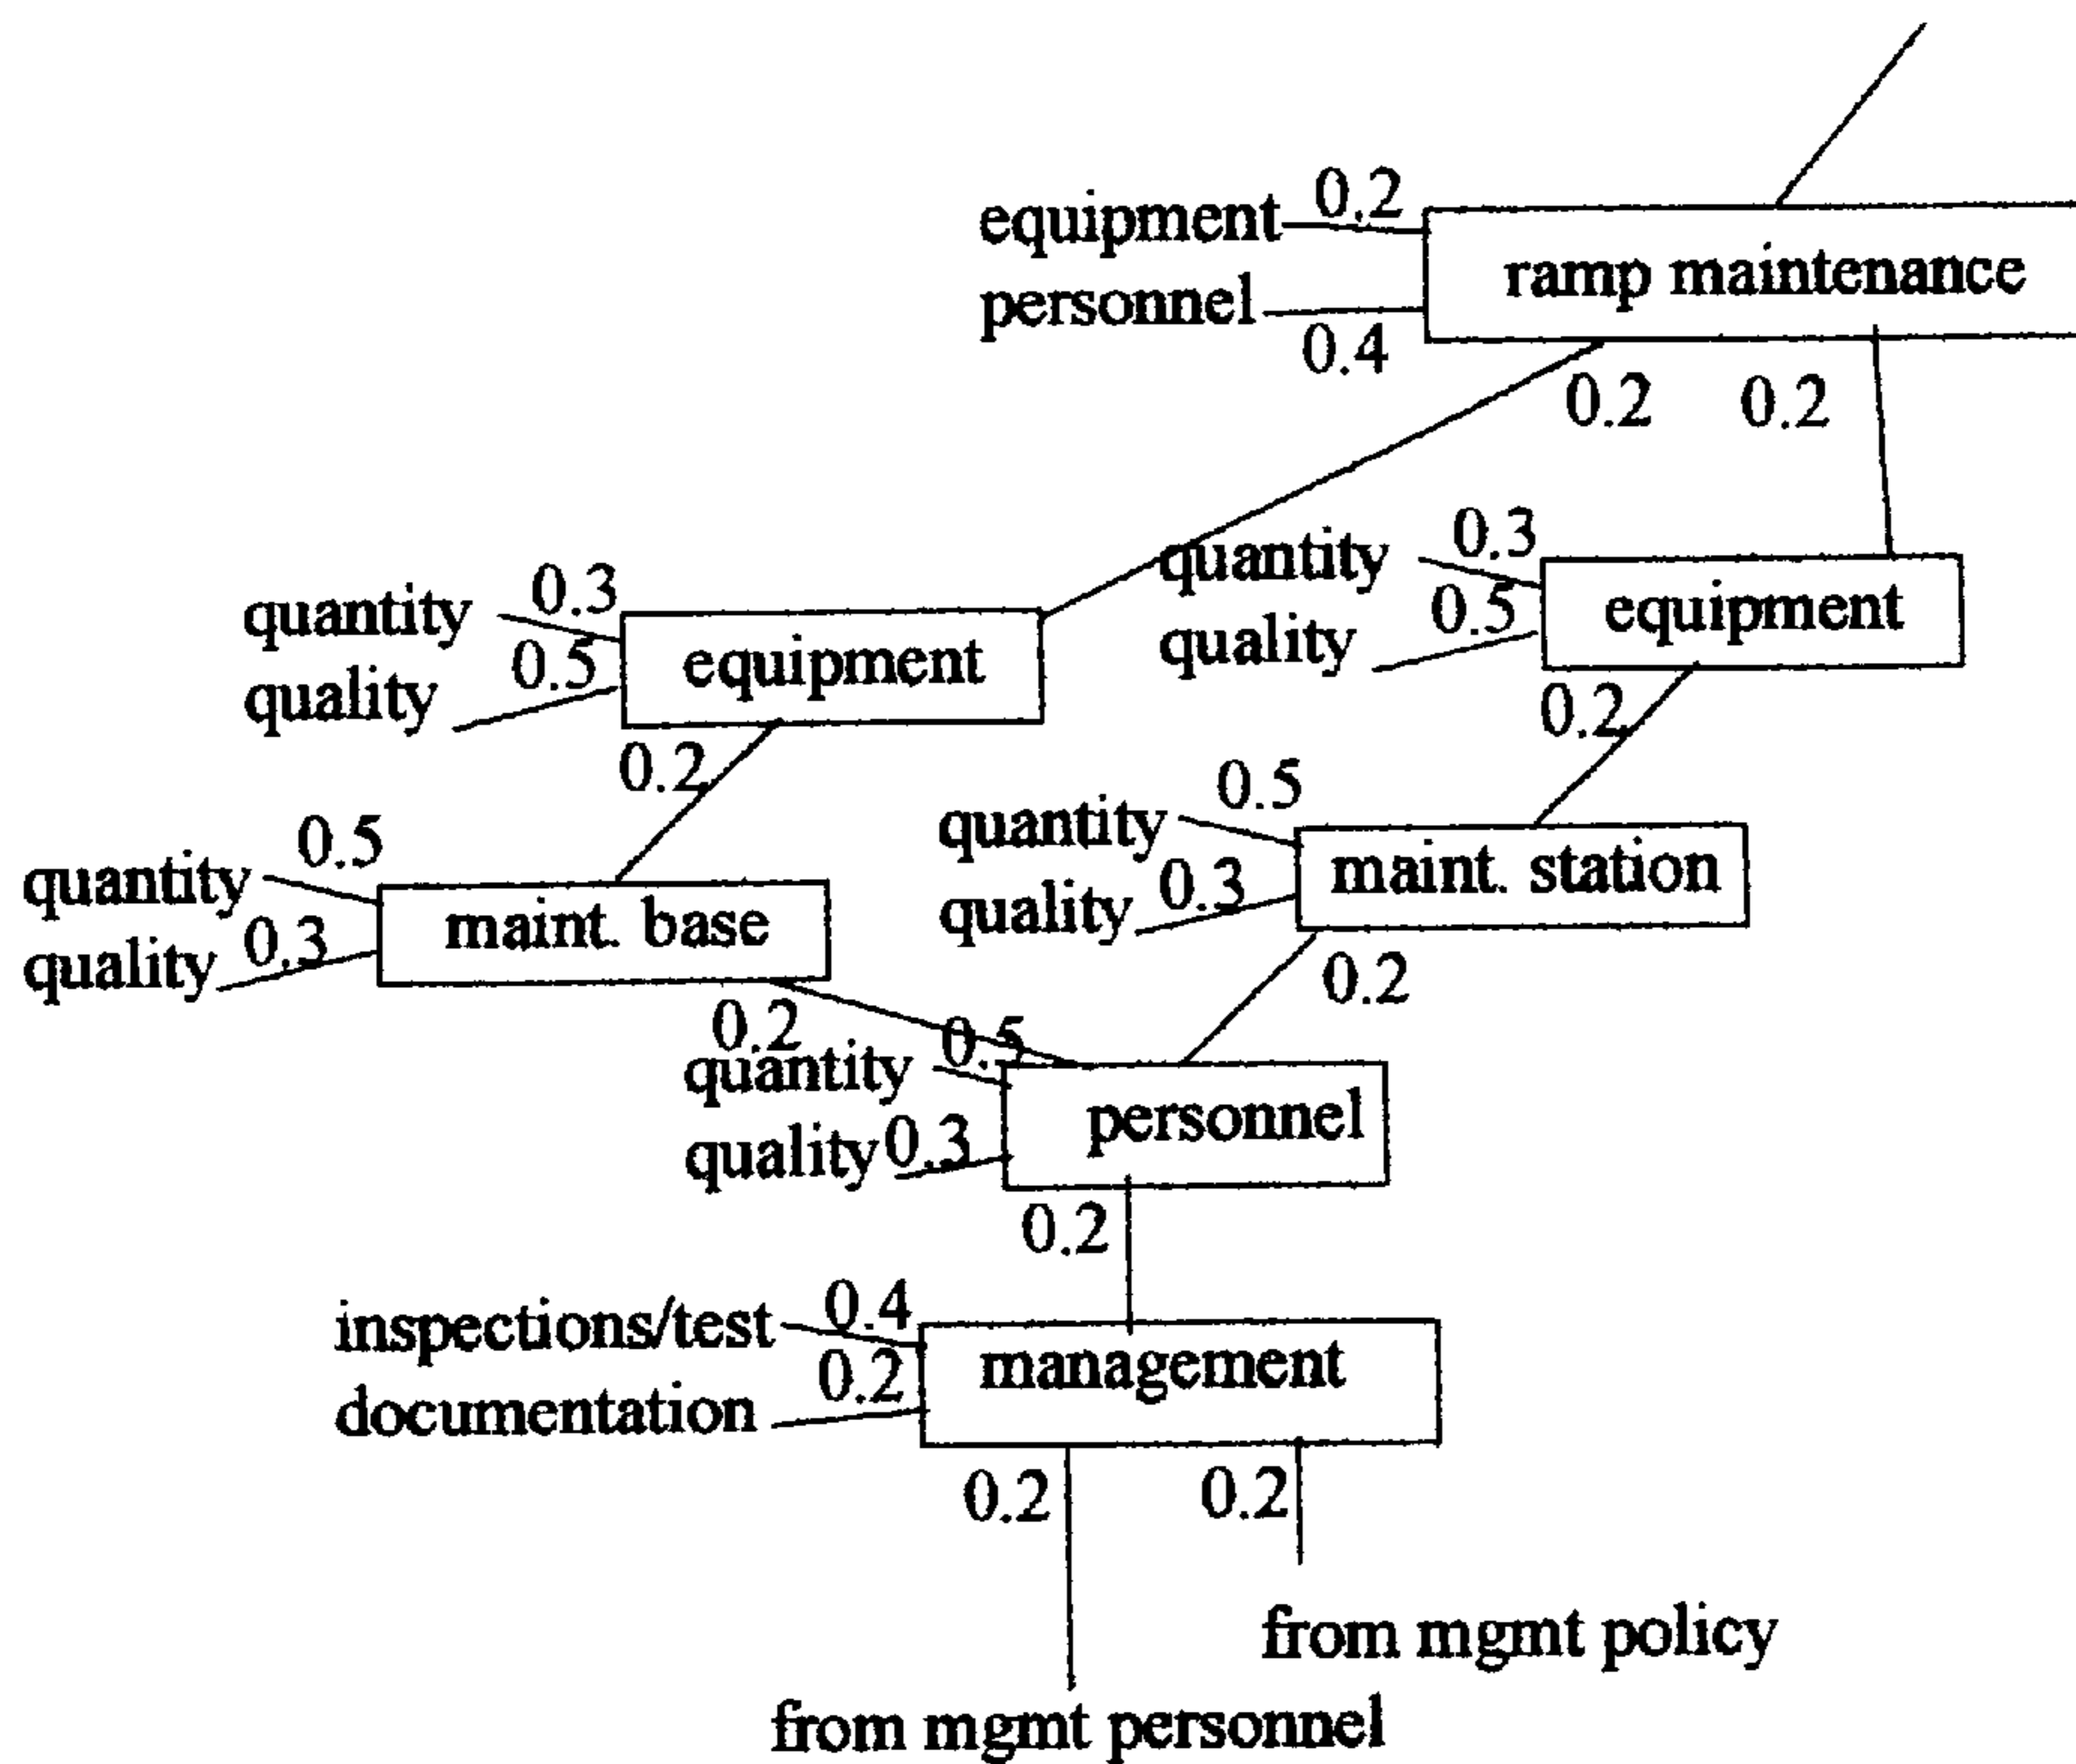 equipment 0.2
ramp maintenance
personnel
0.4
0.2 0.2
quantity 0.3
equipment
quality 0.5
0.2
quantity 0.3
equipment
quality 0.5
0.2
quantity 0.5
maint. station
quality 0.3
0.2
quantity 0.5
maint. base
quality 0.3
0.2
quantity 0.5
personnel
quality 0.3
0.2
inspections/test 0.4
management
documentation 0.2
0.2 0.2
from mgmt policy
from mgmt personnel